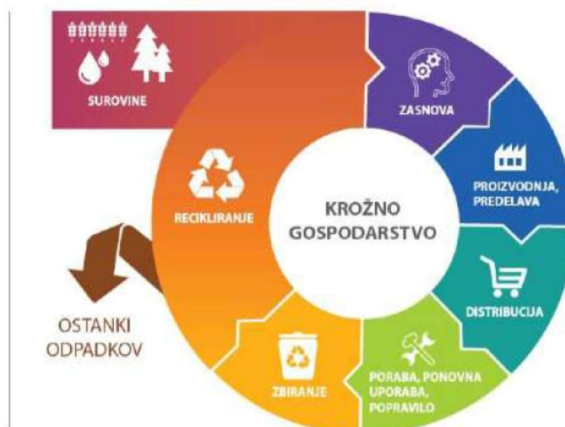 SUROVINE
ZASNOVA
PROIZVODNJA,
PREDELAVA
DISTRIBUCIJA
PORABA, PONOVNA
UPORABA,
POPRAVILO
ZBIRANJE
RECIKLIRANJE
OSTANKI
ODPADKOV
KROŽNO
GOSPODARSTVO